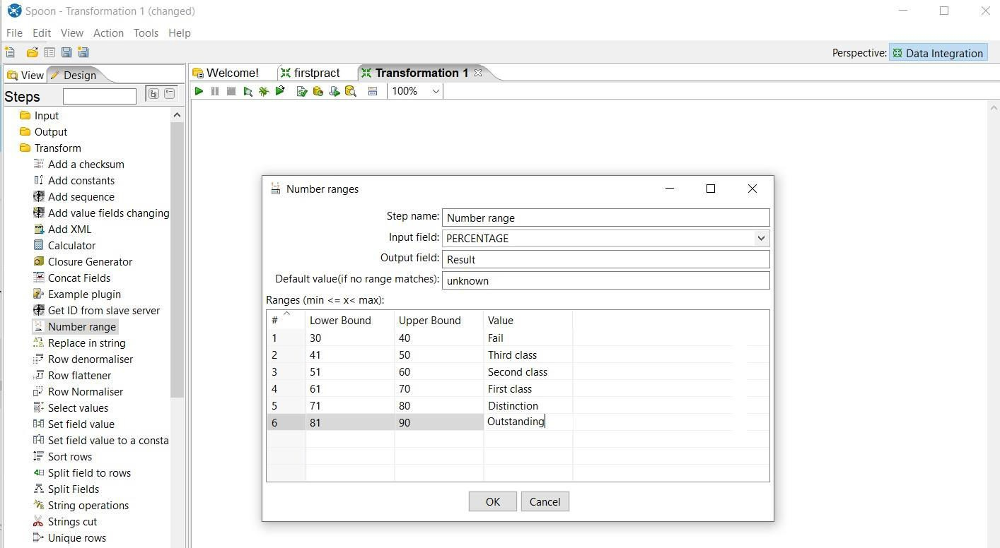 Spoon - Transformation 1 (changed)
File Edit View Action Tools Help
Perspective: Data Integration
View Design
Welcome! firstpract Transformation 1
Steps
100%
Input
Output
Transform
Add a checksum
Add constants
Add sequence
Add value fields changing
Add XML
Calculator
Closure Generator
Concat Fields
Example plugin
Get ID from slave server
Number range
Replace in string
Row denormaliser
Row flattener
Row Normaliser
Select values
Set field value
Set field value to a consta
Sort rows
Split field to rows
Split Fields
String operations
Strings cut
Unique rows
Number ranges
Step name: Number range
Input field: PERCENTAGE
Output field: Result
Default value(if no range matches): unknown
Ranges (min <= x< max):
# Lower Bound Upper Bound Value
1 30 40 Fail
2 41 50 Third class
3 51 60 Second class
4 61 70 First class
5 71 80 Distinction
6 81 90 Outstanding
OK Cancel